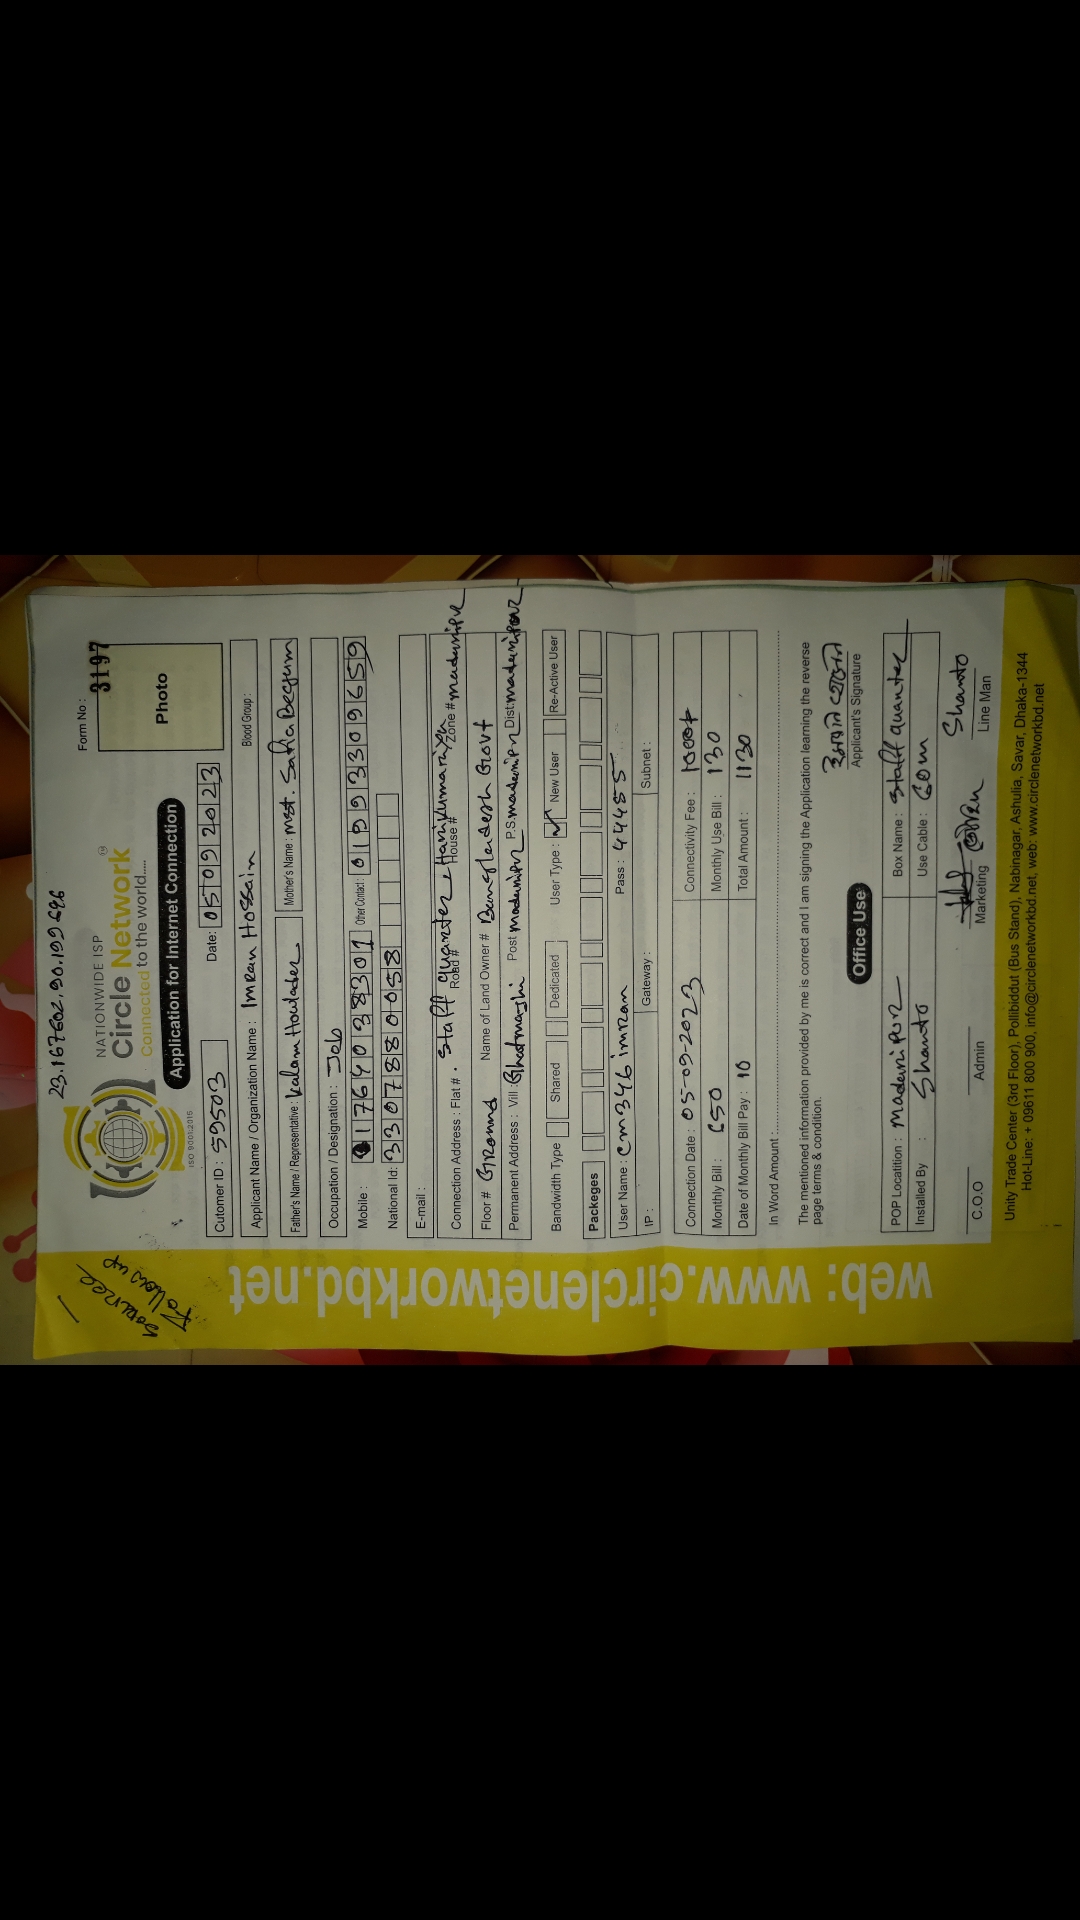 23.167602,90.199696
Form No :
3197
NATIONWIDE ISP
Circle Network
Connected to the world.....
ISO 9001:2015
Application for Internet Connection
Photo
Follow up
Cutomer ID : 59503 Date: 05092023
Applicant Name / Organization Name : Imran Hossain Blood Group :
Father's Name / Representative : kalam Howlader Mother's Name : mst. Safia Begum
Occupation / Designation : Job
Mobile : Other Contact : 01993309659
National Id: 3307880058
E-mail :
Connection Address : Flat # Staff quarter Road # House # Zone # madaripur
Floor # Ground Name of Land Owner # Bangladesh Govt
Permanent Address : Vill : Ghatmajhi Post madaripur P.S. madaripur Dist: madaripur
Bandwidth Type Shared Dedicated User Type : New User Re-Active User
Packeges
User Name : cm346imran Pass : 44455
IP : Gateway : Subnet :
Connection Date : 05-09-2023 Connectivity Fee :
Monthly Bill : 650 Monthly Use Bill : 130
Date of Monthly Bill Pay : 10 Total Amount : 1130
In Word Amount
The mentioned information provided by me is correct and I am signing the Application learning the reverse
page terms & condition.
ইমরান হোসেন
Applicant's Signature
Office Use
POP Locatition : madaripur Box Name : Staff quarter
Installed By : Shanto Use Cable : 60m
Shanto
C.O.O Admin Marketing Line Man
Unity Trade Center (3rd Floor), Pollibiddut (Bus Stand), Nabinagar, Ashulia, Savar, Dhaka-1344
Hot-Line: + 09611 800 900, info@circlenetworkbd.net, web: www.circlenetworkbd.net
web: www.circlenetworkbd.net